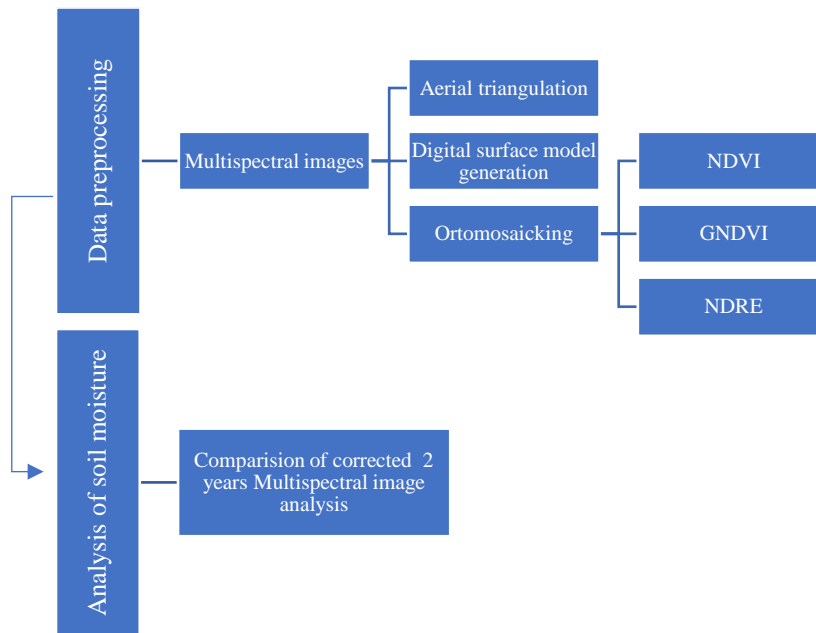 Data preprocessing
Multispectral images
Aerial triangulation
Digital surface model
generation
Ortomosaicking
NDVI
GNDVI
NDRE
Analysis of soil moisture
Comparision of corrected 2
years Multispectral image
analysis